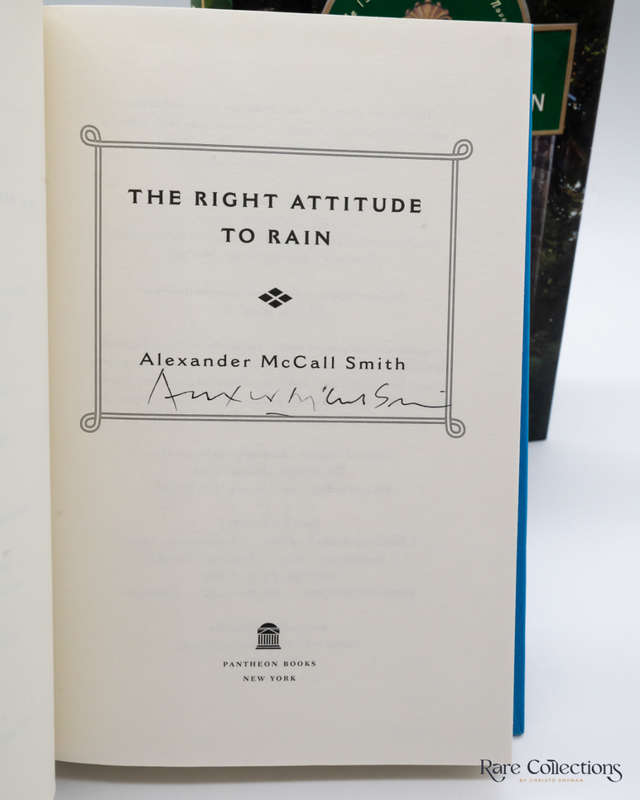 N
THE RIGHT ATTITUDE
TO RAIN
Alexander McCall Smith
PANTHEON BOOKS
NEW YORK
Rare Collections